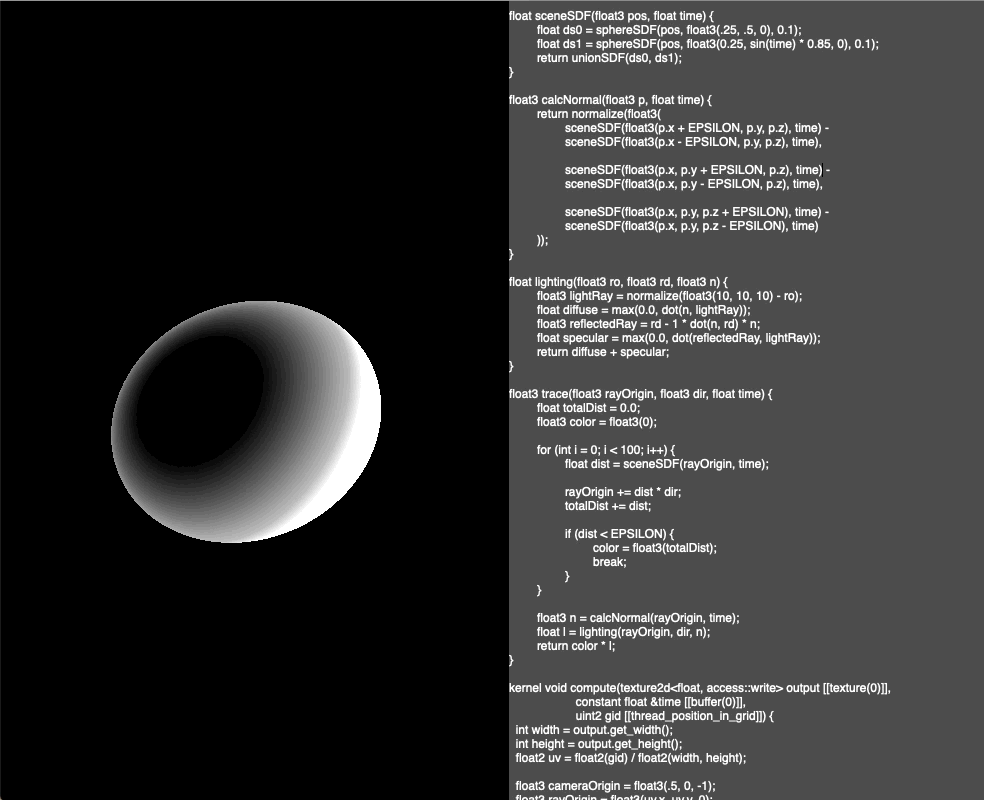 float sceneSDF(float3 pos, float time) {
float ds0 = sphereSDF(pos, float3(.25, .5, 0), 0.1);
float ds1 = sphereSDF(pos, float3(0.25, sin(time) * 0.85, 0), 0.1);
return unionSDF(ds0, ds1);
}
float3 calcNormal(float3 p, float time) {
return normalize(float3(
sceneSDF(float3(p.x + EPSILON, p.y, p.z), time) -
sceneSDF(float3(p.x - EPSILON, p.y, p.z), time),
sceneSDF(float3(p.x, p.y + EPSILON, p.z), time) -
sceneSDF(float3(p.x, p.y - EPSILON, p.z), time),
sceneSDF(float3(p.x, p.y, p.z + EPSILON), time) -
sceneSDF(float3(p.x, p.y, p.z - EPSILON), time)
));
}
float lighting(float3 ro, float3 rd, float3 n) {
float3 lightRay = normalize(float3(10, 10, 10) - ro);
float diffuse = max(0.0, dot(n, lightRay));
float3 reflectedRay = rd - 1 * dot(n, rd) * n;
float specular = max(0.0, dot(reflectedRay, lightRay));
return diffuse + specular;
}
float3 trace(float3 rayOrigin, float3 dir, float time) {
float totalDist = 0.0;
float3 color = float3(0);
for (int i = 0; i < 100; i++) {
float dist = sceneSDF(rayOrigin, time);
rayOrigin += dist * dir;
totalDist += dist;
if (dist < EPSILON) {
color = float3(totalDist);
break;
}
}
float3 n = calcNormal(rayOrigin, time);
float l = lighting(rayOrigin, dir, n);
return color * l;
}
kernel void compute(texture2d<float, access::write> output [[texture(0)]],
constant float &time [[buffer(0)]],
uint2 gid [[thread_position_in_grid]]) {
int width = output.get_width();
int height = output.get_height();
float2 uv = float2(gid) / float2(width, height);
float3 cameraOrigin = float3(.5, 0, -1);
float3 rayOrigin = float3(uv.x, uv.y, 0);